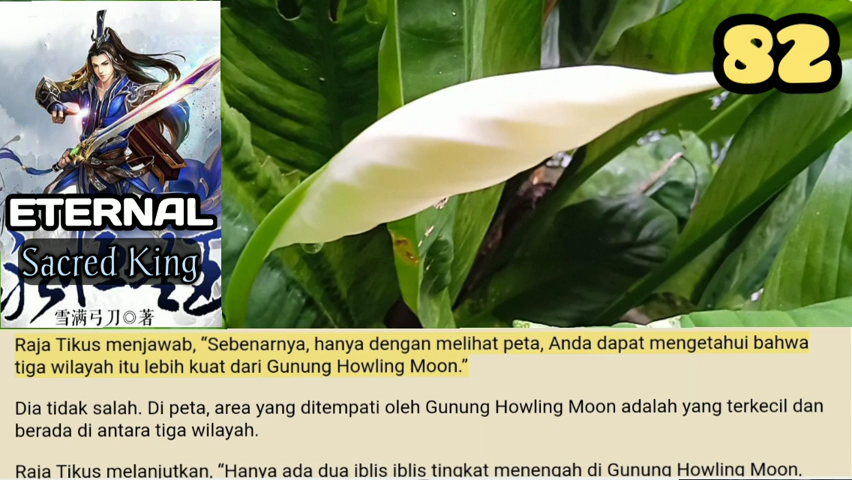 82
ETERNAL
Sacred King
雪满弓刀◎著
Raja Tikus menjawab, “Sebenarnya, hanya dengan melihat peta, Anda dapat mengetahui bahwa
tiga wilayah itu lebih kuat dari Gunung Howling Moon.”
Dia tidak salah. Di peta, area yang ditempati oleh Gunung Howling Moon adalah yang terkecil dan
berada di antara tiga wilayah.
Raja Tikus melanjutkan, “Hanya ada dua iblis iblis tingkat menengah di Gunung Howling Moon,